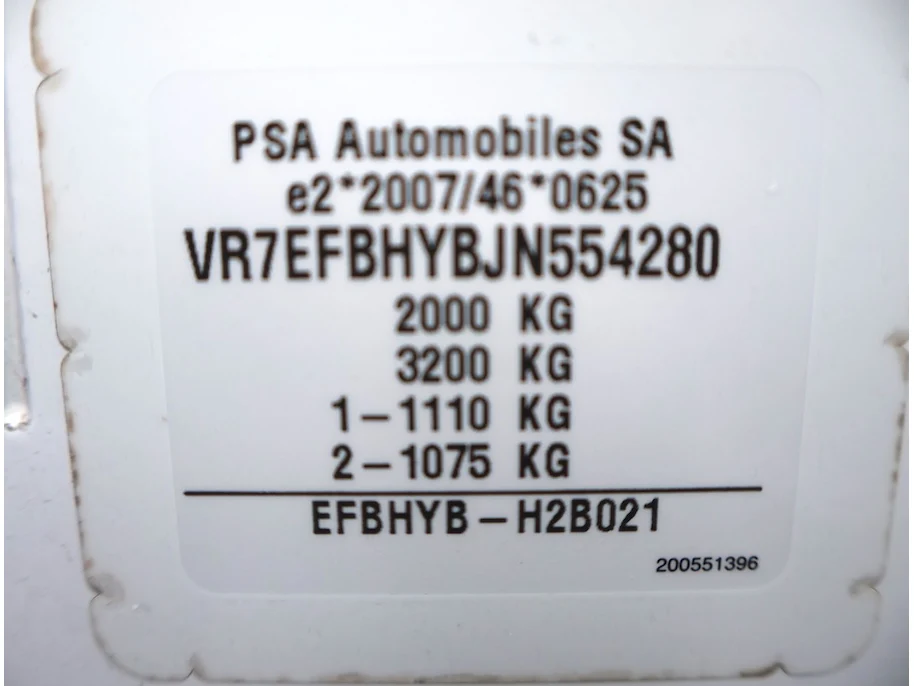 PSA Automobiles SA
e2*2007/46*0625
VR7EFBHYBJN554280
2000 KG
3200 KG
1-1110 KG
2-1075 KG
EFBHYB-H2B021
200551396